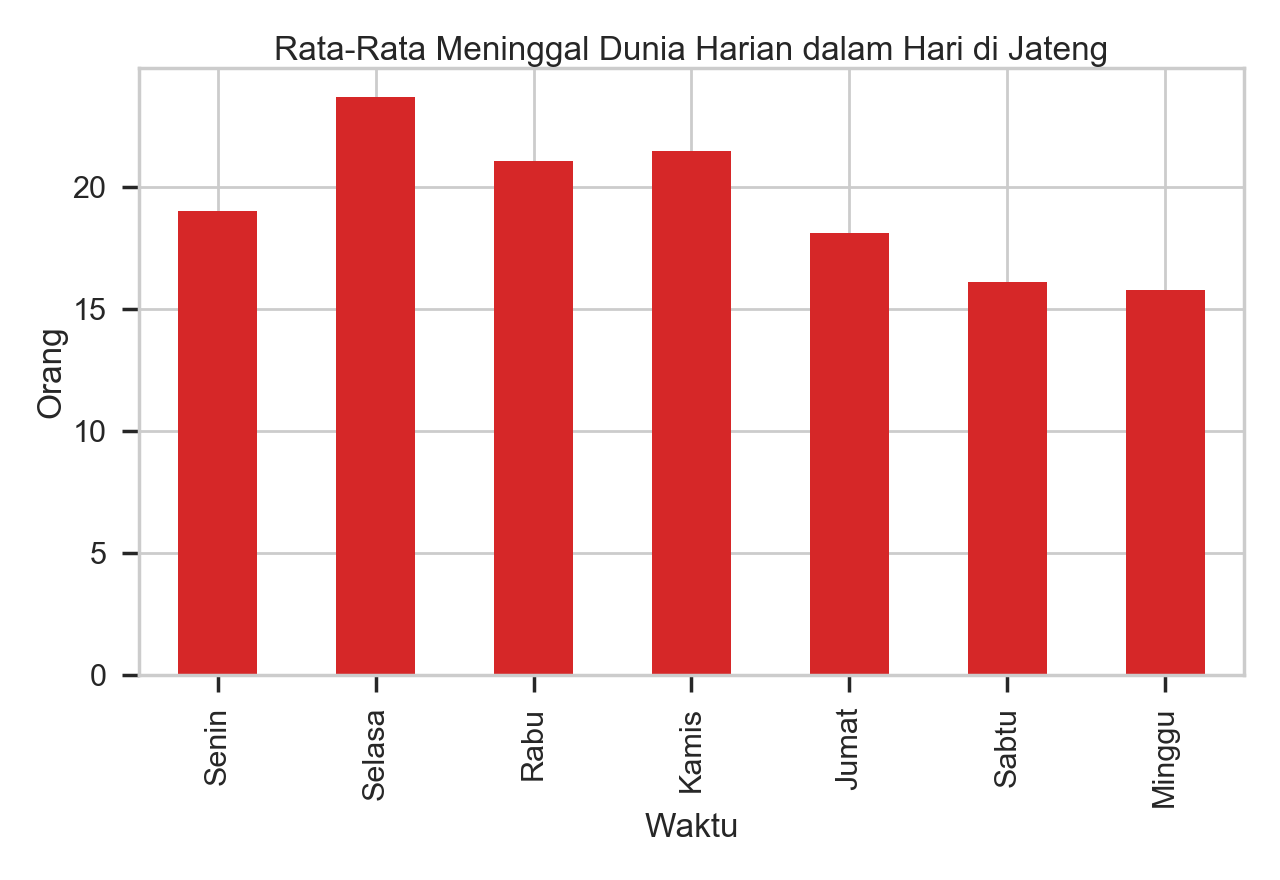 Rata-Rata Meninggal Dunia Harian dalam Hari di Jateng
Orang
20
15
10
5
0
Senin
Selasa
Rabu
Kamis
Jumat
Sabtu
Minggu
Waktu